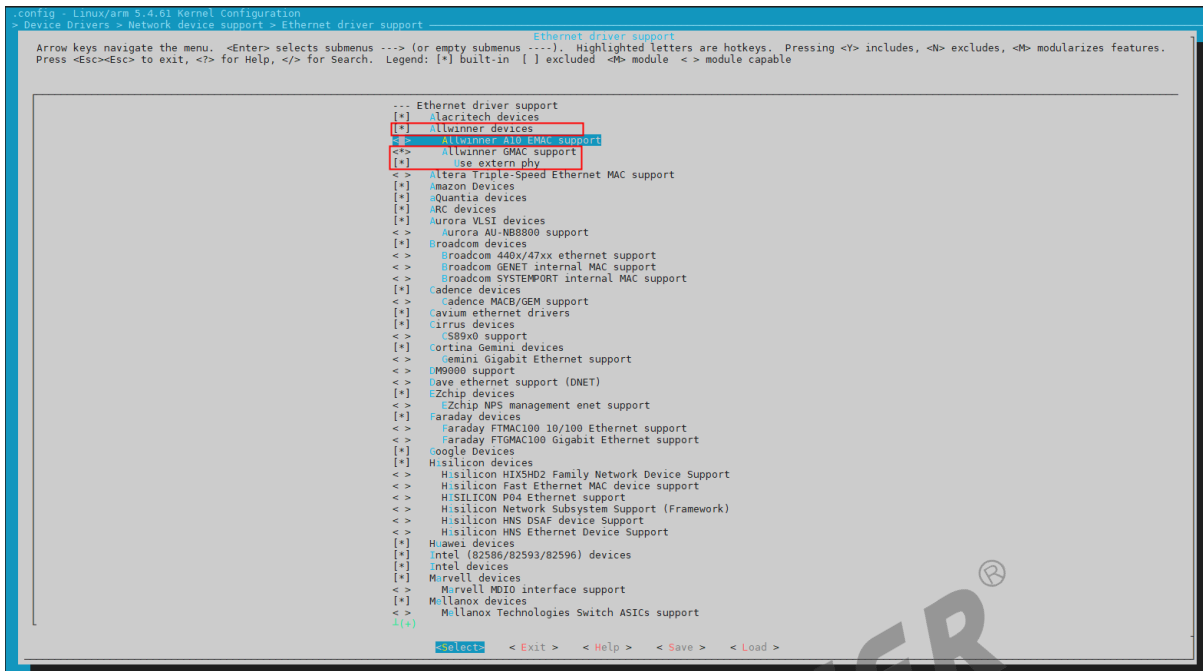 .config - Linux/arm 5.4.61 Kernel Configuration
> Device Drivers > Network device support > Ethernet driver support
Ethernet driver support
Arrow keys navigate the menu. <Enter> selects submenus ---> (or empty submenus ----). Highlighted letters are hotkeys. Pressing <Y> includes, <N> excludes, <M> modularizes features.
Press <Esc><Esc> to exit, <?> for Help, </> for Search. Legend: [*] built-in [ ] excluded <M> module < > module capable
--- Ethernet driver support
[*] Alacritech devices
[*] Allwinner devices
< > Allwinner A10 EMAC support
<*> Allwinner GMAC support
[*] Use extern phy
< > Altera Triple-Speed Ethernet MAC support
[*] Amazon Devices
[*] aQuantia devices
[*] ARC devices
[*] Aurora VLSI devices
< > Aurora AU-NB8800 support
[*] Broadcom devices
< > Broadcom 440x/47xx ethernet support
< > Broadcom GENET internal MAC support
< > Broadcom SYSTEMPORT internal MAC support
[*] Cadence devices
< > Cadence MACB/GEM support
[*] Cavium ethernet drivers
[*] Cirrus devices
< > CS89x0 support
[*] Cortina Gemini devices
< > Gemini Gigabit Ethernet support
< > DM9000 support
< > Dave ethernet support (DNET)
[*] EZchip devices
< > EZchip NPS management enet support
[*] Faraday devices
< > Faraday FTMAC100 10/100 Ethernet support
< > Faraday FTGMAC100 Gigabit Ethernet support
[*] Google Devices
[*] Hisilicon devices
< > Hisilicon HIX5HD2 Family Network Device Support
< > Hisilicon Fast Ethernet MAC device support
< > HISILICON P04 Ethernet support
< > Hisilicon Network Subsystem Support (Framework)
< > Hisilicon HNS DSAF device Support
< > Hisilicon HNS Ethernet Device Support
[*] Huawei devices
[*] Intel (82586/82593/82596) devices
[*] Intel devices
[*] Marvell devices
< > Marvell MDIO interface support
[*] Mellanox devices
< > Mellanox Technologies Switch ASICs support
┴(+)
<Select> < Exit > < Help > < Save > < Load >
®